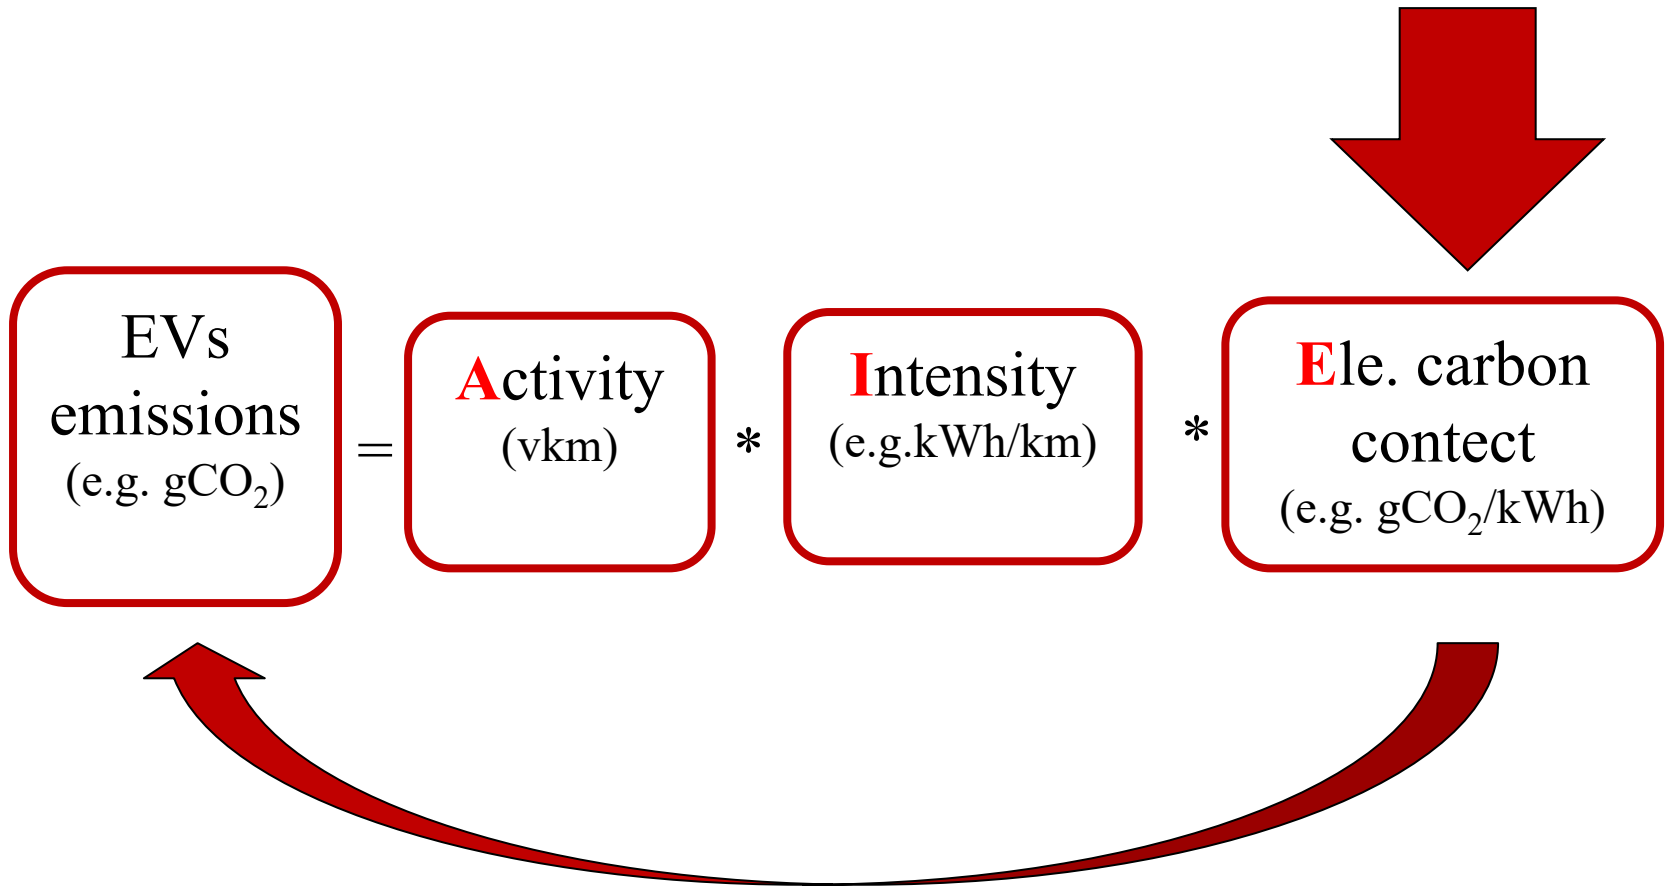 EVs
emissions
(e.g. gCO₂)
=
Activity
(vkm)
*
Intensity
(e.g.kWh/km)
*
Ele. carbon
contect
(e.g. gCO₂/kWh)